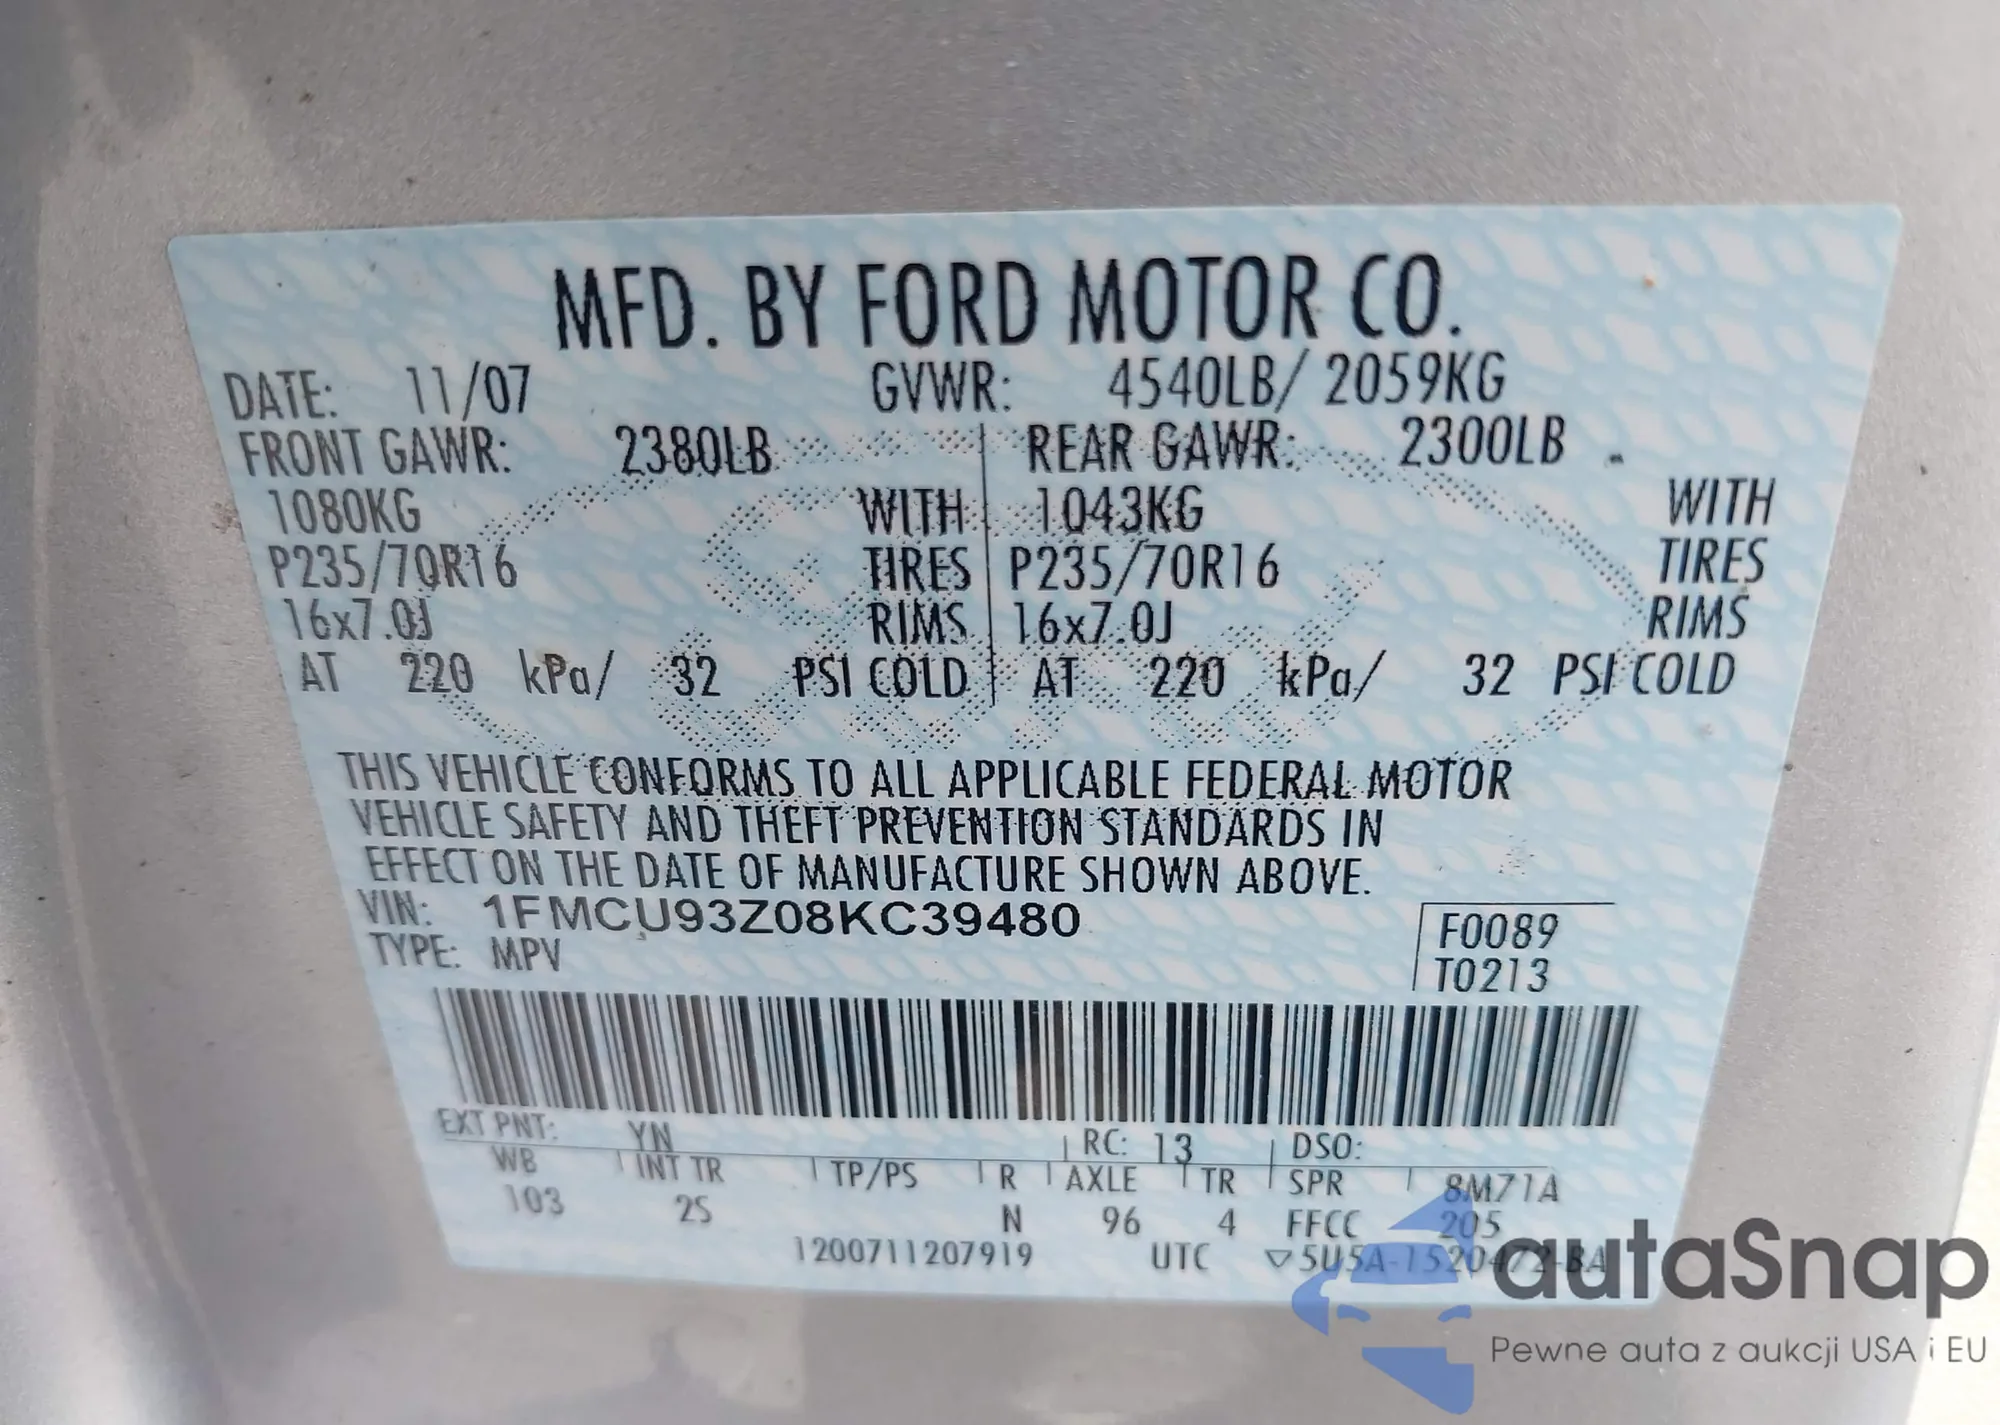 MFD. BY FORD MOTOR CO.
DATE: 11/07 GVWR: 4540LB/ 2059KG
FRONT GAWR: 2380LB REAR GAWR: 2300LB
1080KG WITH 1043KG WITH
P235/70R16 TIRES P235/70R16 TIRES
16x7.0J RIMS 16x7.0J RIMS
AT 220 kPa/ 32 PSI COLD AT 220 kPa/ 32 PSI COLD
THIS VEHICLE CONFORMS TO ALL APPLICABLE FEDERAL MOTOR
VEHICLE SAFETY AND THEFT PREVENTION STANDARDS IN
EFFECT ON THE DATE OF MANUFACTURE SHOWN ABOVE.
VIN: 1FMCU93Z08KC39480
TYPE: MPV
F0089
T0213
EXT PNT: YN RC: 13 DSO:
WB INT TR TP/PS R AXLE TR SPR 8M71A
103 2S N 96 4 FFCC 205
1200711207919 UTC ▽5U5A-1520472-BA
autaSnap
Pewne auta z aukcji USA i EU